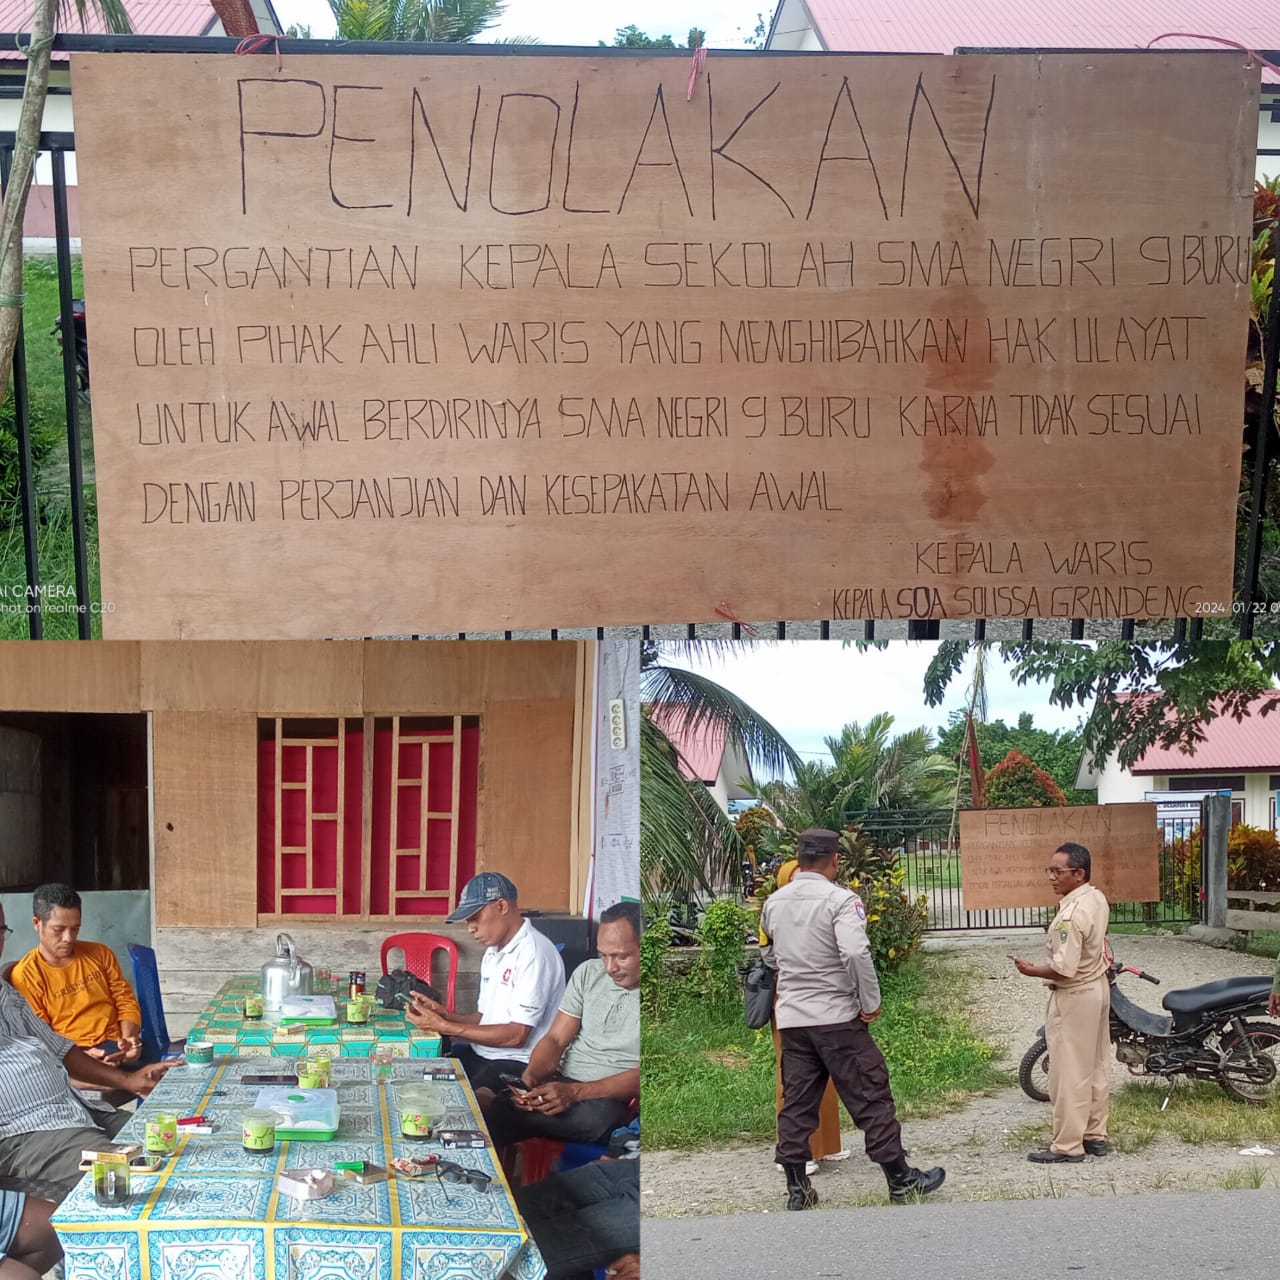 PENOLAKAN
PERGANTIAN KEPALA SEKOLAH SMA NEGRI 9 BURU
OLEH PIHAK AHLI WARIS YANG MENGHIBAHKAN HAK ULAYAT
UNTUK AWAL BERDIRINYA SMA NEGRI 9 BURU KARNA TIDAK SESUAI
DENGAN PERJANJIAN DAN KESEPAKATAN AWAL
KEPALA WARIS
KEPALA SOA SOLISSA GRANDENG
AI CAMERA
shot on realme C20
2024/01/22
PENOLAKAN